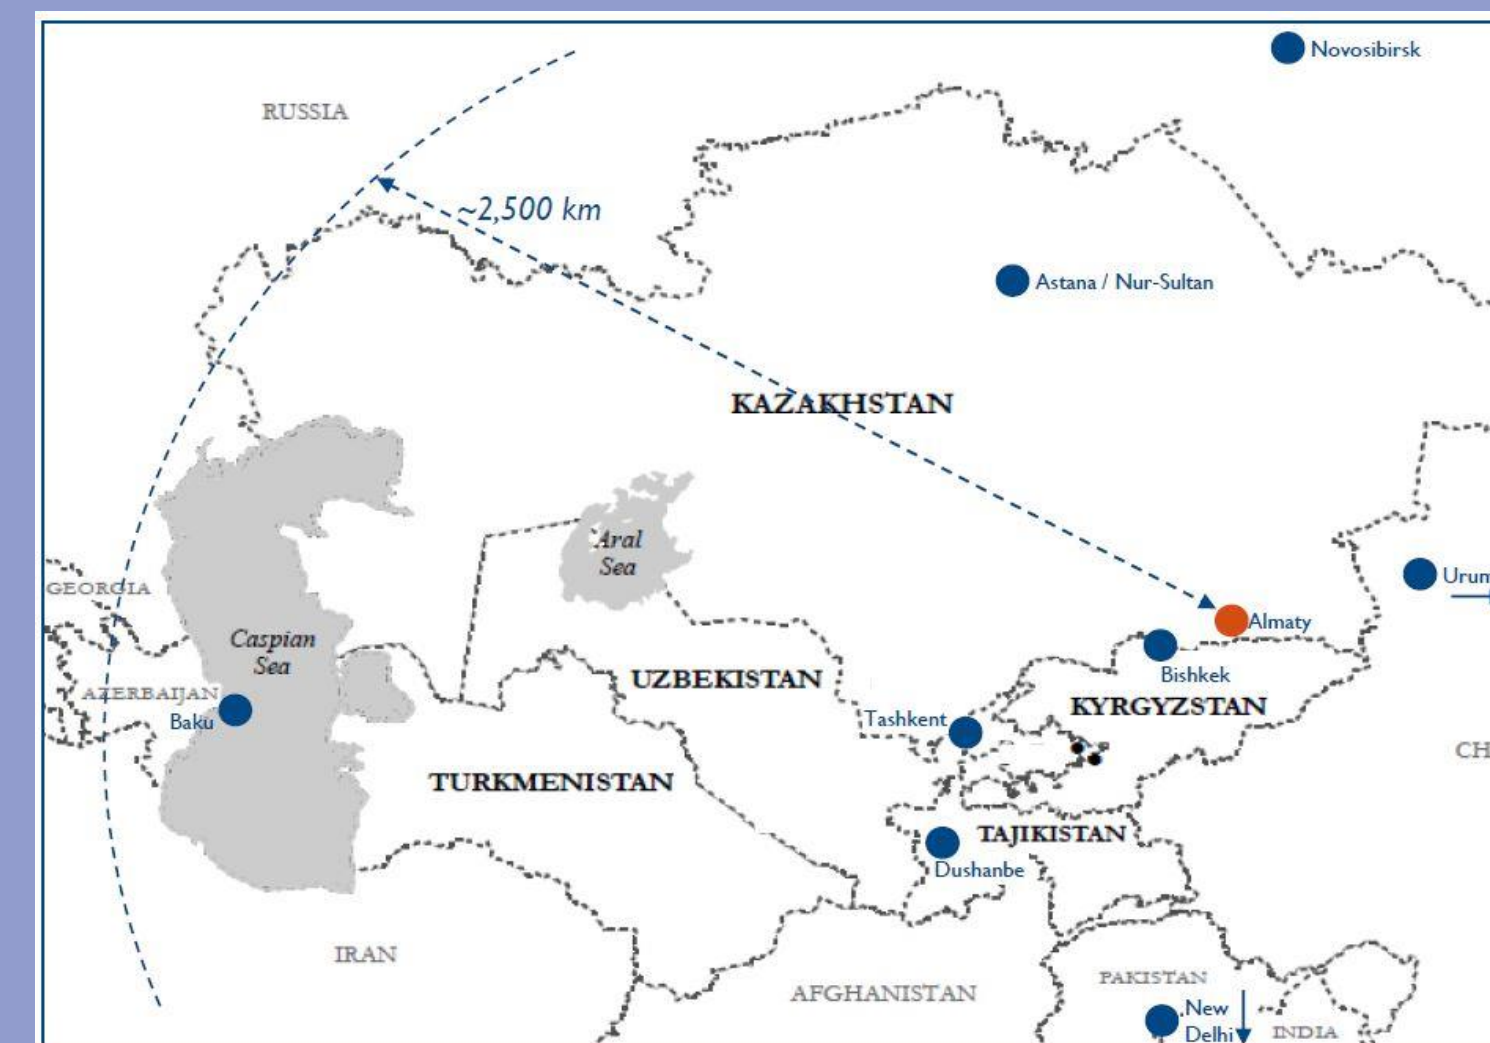 Novosibirsk
RUSSIA
~2,500 km
Astana / Nur-Sultan
KAZAKHSTAN
Aral
Sea
GEORGIA
Almaty
Caspian
Sea
Bishkek
UZBEKISTAN
KYRGYZSTAN
AZERBAIJAN
Baku
Tashkent
TURKMENISTAN
TAJIKISTAN
Dushanbe
IRAN
AFGHANISTAN
PAKISTAN
New
Delhi
INDIA